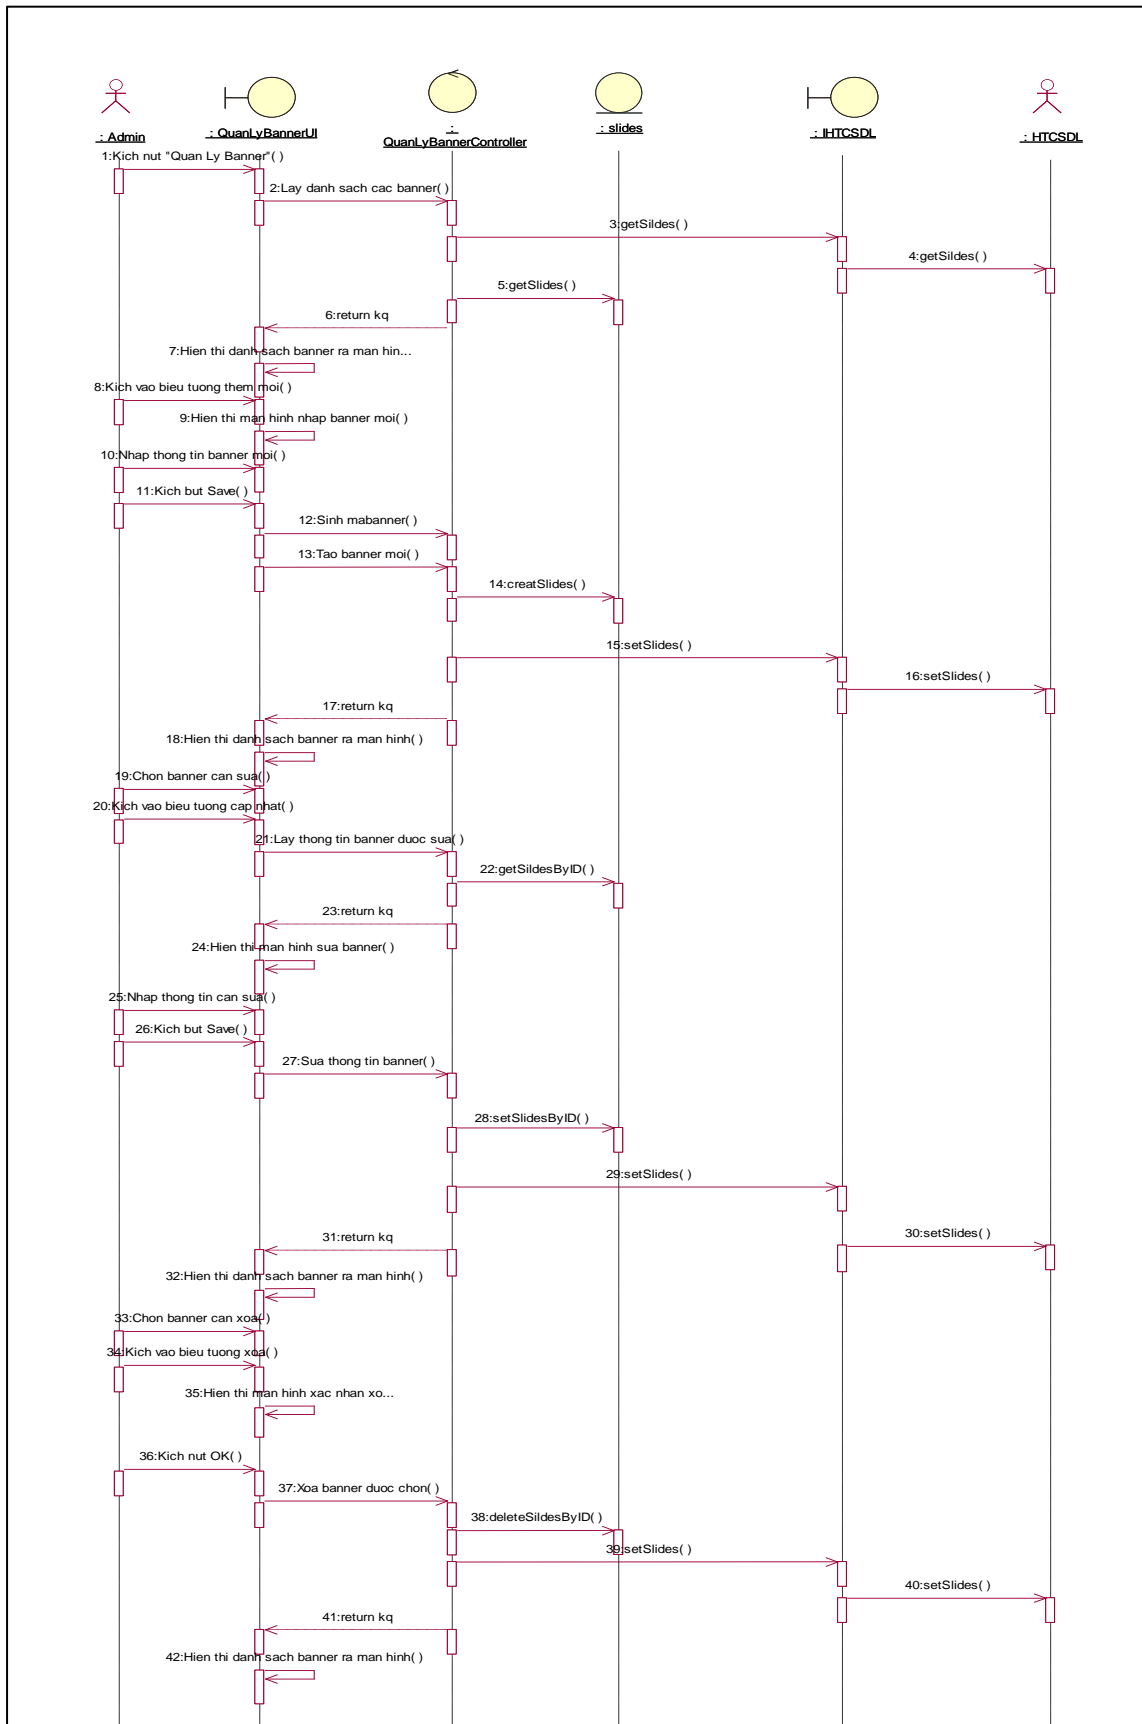 : Admin
: QuanLyBannerUI
:
QuanLyBannerController
: slides
: IHTCSDL
: HTCSDL
1:Kich nut "Quan Ly Banner"( )
2:Lay danh sach cac banner( )
3:getSildes( )
4:getSildes( )
5:getSlides( )
6:return kq
7:Hien thi danh sach banner ra man hin...
8:Kich vao bieu tuong them moi( )
9:Hien thi man hinh nhap banner moi( )
10:Nhap thong tin banner moi( )
11:Kich but Save( )
12:Sinh mabanner( )
13:Tao banner moi( )
14:creatSlides( )
15:setSlides( )
16:setSlides( )
17:return kq
18:Hien thi danh sach banner ra man hinh( )
19:Chon banner can sua( )
20:Kich vao bieu tuong cap nhat( )
21:Lay thong tin banner duoc sua( )
22:getSildesByID( )
23:return kq
24:Hien thi man hinh sua banner( )
25:Nhap thong tin can sua( )
26:Kich but Save( )
27:Sua thong tin banner( )
28:setSlidesByID( )
29:setSlides( )
30:setSlides( )
31:return kq
32:Hien thi danh sach banner ra man hinh( )
33:Chon banner can xoa( )
34:Kich vao bieu tuong xoa( )
35:Hien thi man hinh xac nhan xo...
36:Kich nut OK( )
37:Xoa banner duoc chon( )
38:deleteSildesByID( )
39:setSlides( )
40:setSlides( )
41:return kq
42:Hien thi danh sach banner ra man hinh( )